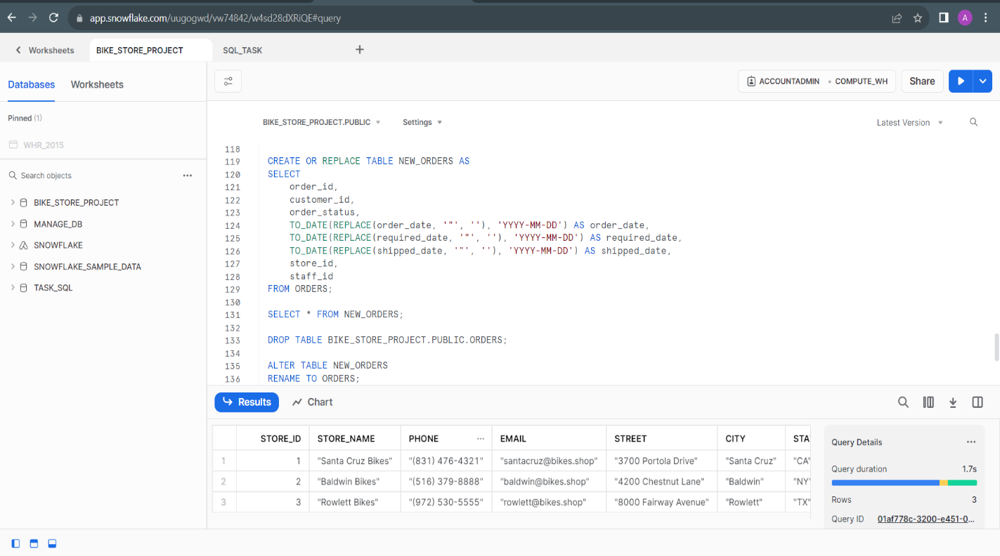 app.snowflake.com/uugogwd/vw74842/w4sd28dXRiQE#query
A
Worksheets
BIKE_STORE_PROJECT
SQL_TASK
+
Databases
Worksheets
ACCOUNTADMIN
COMPUTE_WH
Share
Pinned (1)
WHR_2015
Search objects
BIKE_STORE_PROJECT
MANAGE_DB
SNOWFLAKE
SNOWFLAKE_SAMPLE_DATA
TASK_SQL
BIKE_STORE_PROJECT.PUBLIC
Settings
Latest Version
118
119 CREATE OR REPLACE TABLE NEW_ORDERS AS
120 SELECT
121 order_id,
122 customer_id,
123 order_status,
124 TO_DATE(REPLACE(order_date, '"', ''), 'YYYY-MM-DD') AS order_date,
125 TO_DATE(REPLACE(required_date, '"', ''), 'YYYY-MM-DD') AS required_date,
126 TO_DATE(REPLACE(shipped_date, '"', ''), 'YYYY-MM-DD') AS shipped_date,
127 store_id,
128 staff_id
129 FROM ORDERS;
130
131 SELECT * FROM NEW_ORDERS;
132
133 DROP TABLE BIKE_STORE_PROJECT.PUBLIC.ORDERS;
134
135 ALTER TABLE NEW_ORDERS
136 RENAME TO ORDERS;
Results
Chart
STORE_ID STORE_NAME PHONE ... EMAIL STREET CITY STA
1 1 "Santa Cruz Bikes" "(831) 476-4321" "santacruz@bikes.shop" "3700 Portola Drive" "Santa Cruz" "CA"
2 2 "Baldwin Bikes" "(516) 379-8888" "baldwin@bikes.shop" "4200 Chestnut Lane" "Baldwin" "NY"
3 3 "Rowlett Bikes" "(972) 530-5555" "rowlett@bikes.shop" "8000 Fairway Avenue" "Rowlett" "TX"
Query Details
Query duration 1.7s
Rows 3
Query ID 01af778c-3200-e451-0...